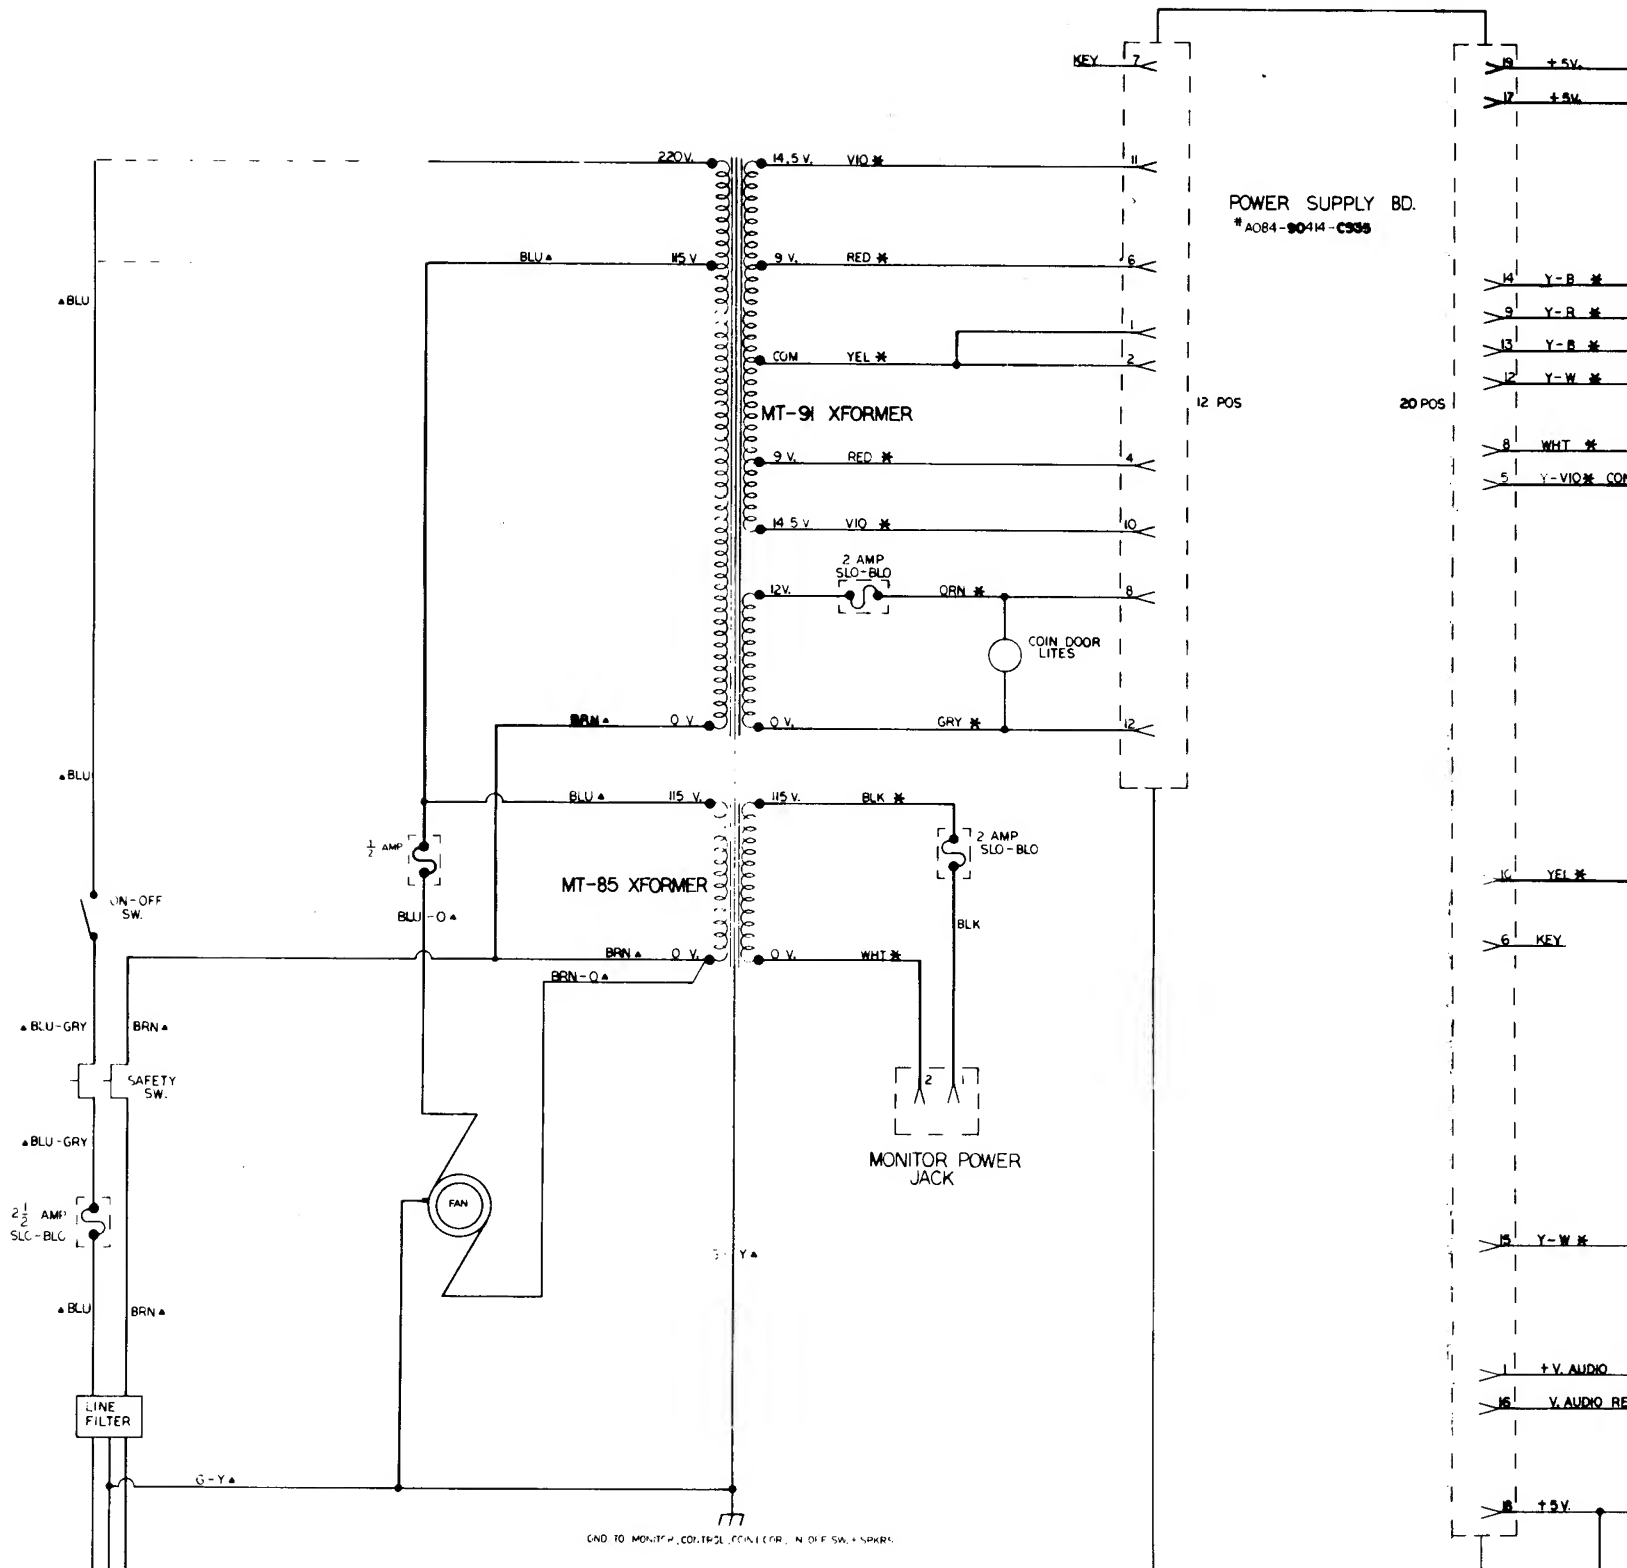 KEY 7
19 +5V.
17 +5V.
220V.
14.5 V. VIO * 11
POWER SUPPLY BD.
# A084-90414-C935
BLU ▲ 115 V
9 V. RED * 6
14 Y-B *
▲ BLU
9 Y-R *
1
COM YEL * 2
13 Y-B *
12 Y-W *
12 POS
20 POS
MT-91 XFORMER
8 WHT *
9 V. RED * 4
5 Y-VIO *
14.5 V VIO * 10
2 AMP
SLO-BLO
12V. ORN * 8
COIN DOOR
LITES
BRN ▲ 0 V.
0 V. GRY * 12
▲ BLU
BLU ▲ 115 V.
115 V. BLK *
1/2 AMP
2 AMP
SLO-BLO
MT-85 XFORMER
YEL *
ON-OFF
SW.
BLU-O ▲
BLK
6 KEY
BRN ▲ 0 V.
0 V. WHT *
BRN-O ▲
▲ BLU-GRY
BRN ▲
SAFETY
SW.
2 1
▲ BLU-GRY
MONITOR POWER
JACK
FAN
2 1/2 AMP
SLO-BLO
15 Y-W *
Y ▲
▲ BLU
BRN ▲
1 +V. AUDIO
LINE
FILTER
16 V. AUDIO
G-Y ▲
18 +5V.
GND TO MONITOR, CONTROL,